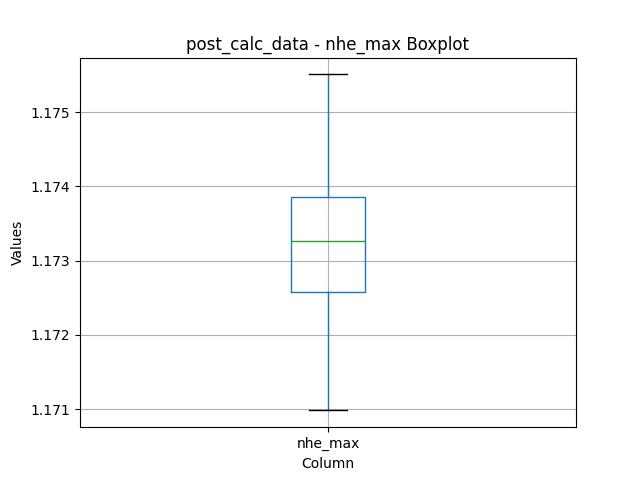 post_calc_data - nhe_max Boxplot
1.175
1.174
1.173
1.172
1.171
Values
nhe_max
Column